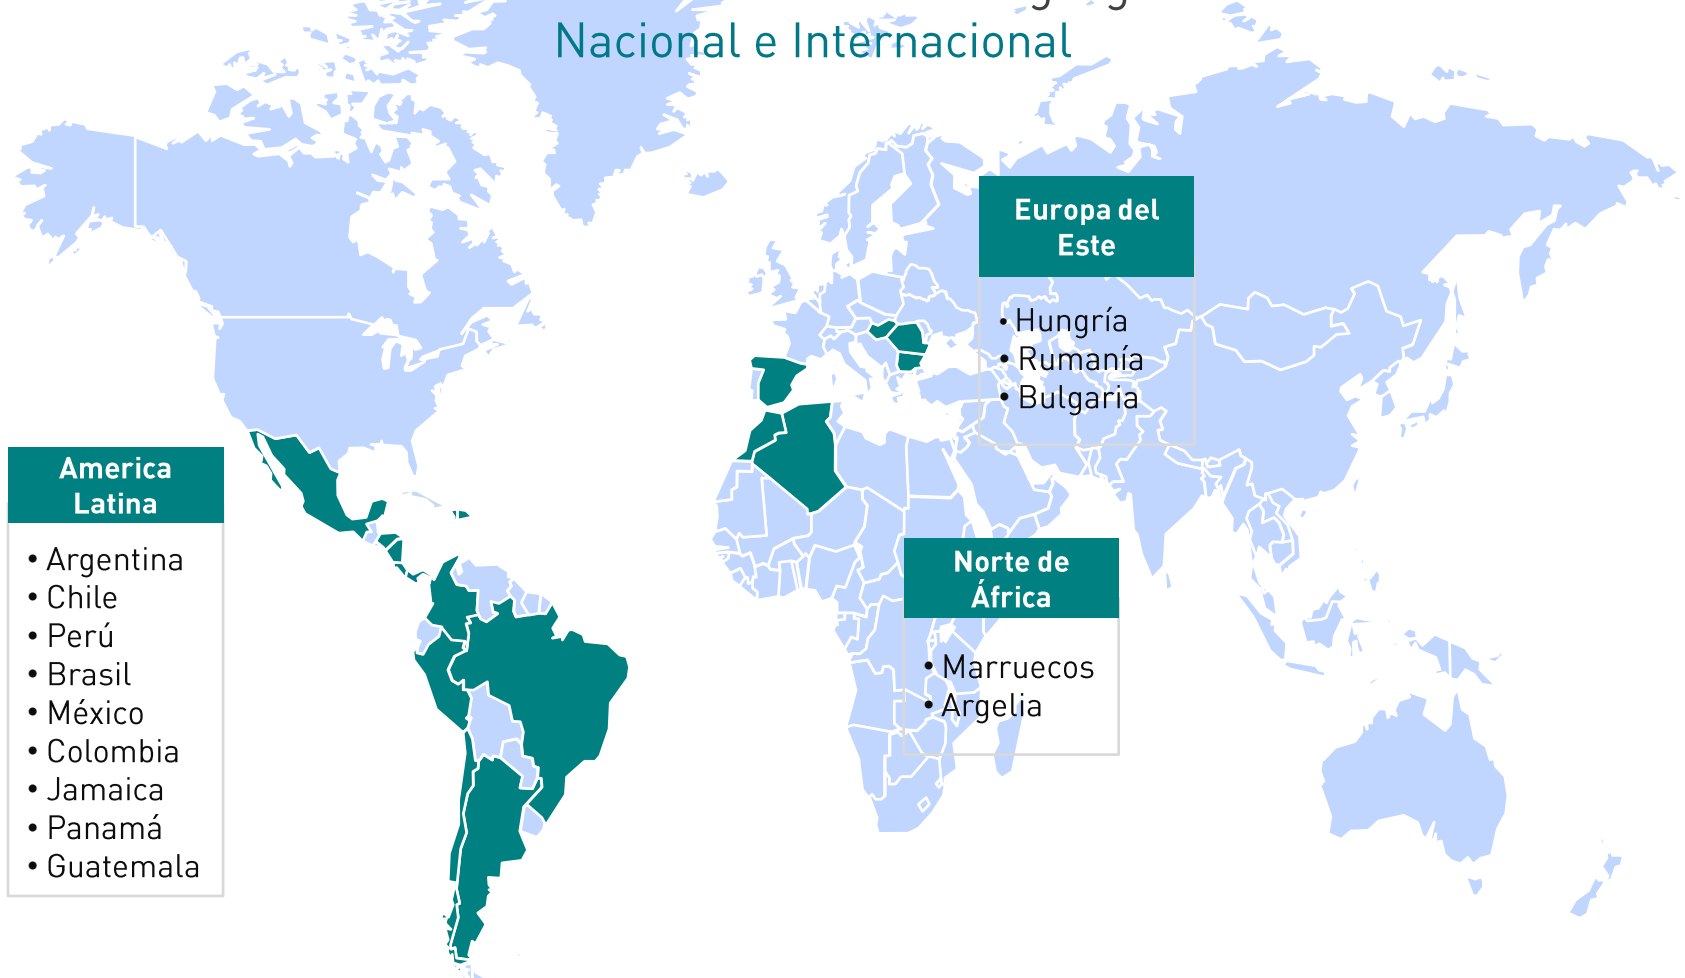 Nacional e Internacional
Europa del
Este
• Hungría
• Rumanía
• Bulgaria
America
Latina
• Argentina
• Chile
• Perú
• Brasil
• México
• Colombia
• Jamaica
• Panamá
• Guatemala
Norte de
África
• Marruecos
• Argelia